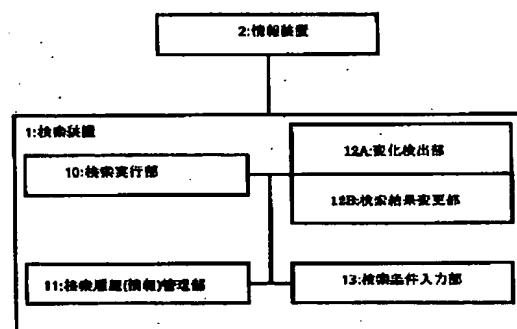 2:情報装置
1:検索装置
10:検索実行部
12A:変化検出部
12B:検索結果変更部
11:検索履歴(情報)管理部
13:検索条件入力部